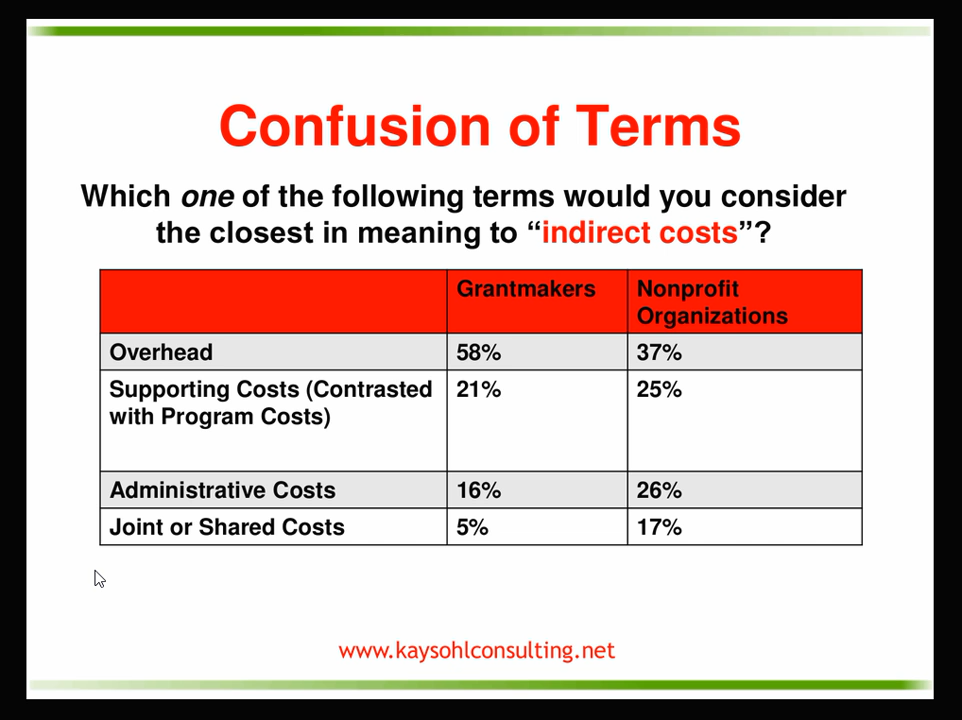 Confusion of Terms
Which one of the following terms would you consider
the closest in meaning to “indirect costs”?
Grantmakers
Nonprofit
Organizations
Overhead
58%
37%
Supporting Costs (Contrasted
with Program Costs)
21%
25%
Administrative Costs
16%
26%
Joint or Shared Costs
5%
17%
www.kaysohlconsulting.net